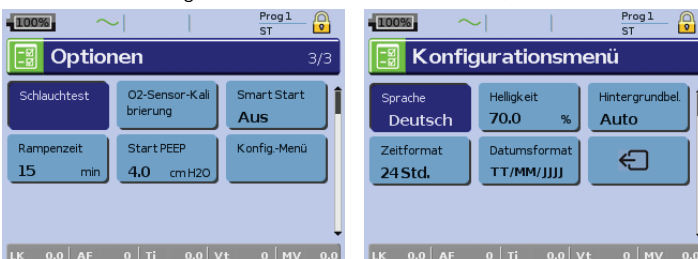 100%
Prog 1
ST
Optionen
3/3
Schlauchtest
O2-Sensor-Kali
brierung
Smart Start
Aus
Rampenzeit
15 min
Start PEEP
4.0 cmH2O
Konfig.-Menü
LK 0.0 AF 0 Ti 0.0 Vt 0 MV 0.0
100%
Prog 1
ST
Konfigurationsmenü
Sprache
Deutsch
Helligkeit
70.0 %
Hintergrundbel.
Auto
Zeitformat
24 Std.
Datumsformat
TT/MM/JJJJ
LK 0.0 AF 0 Ti 0.0 Vt 0 MV 0.0